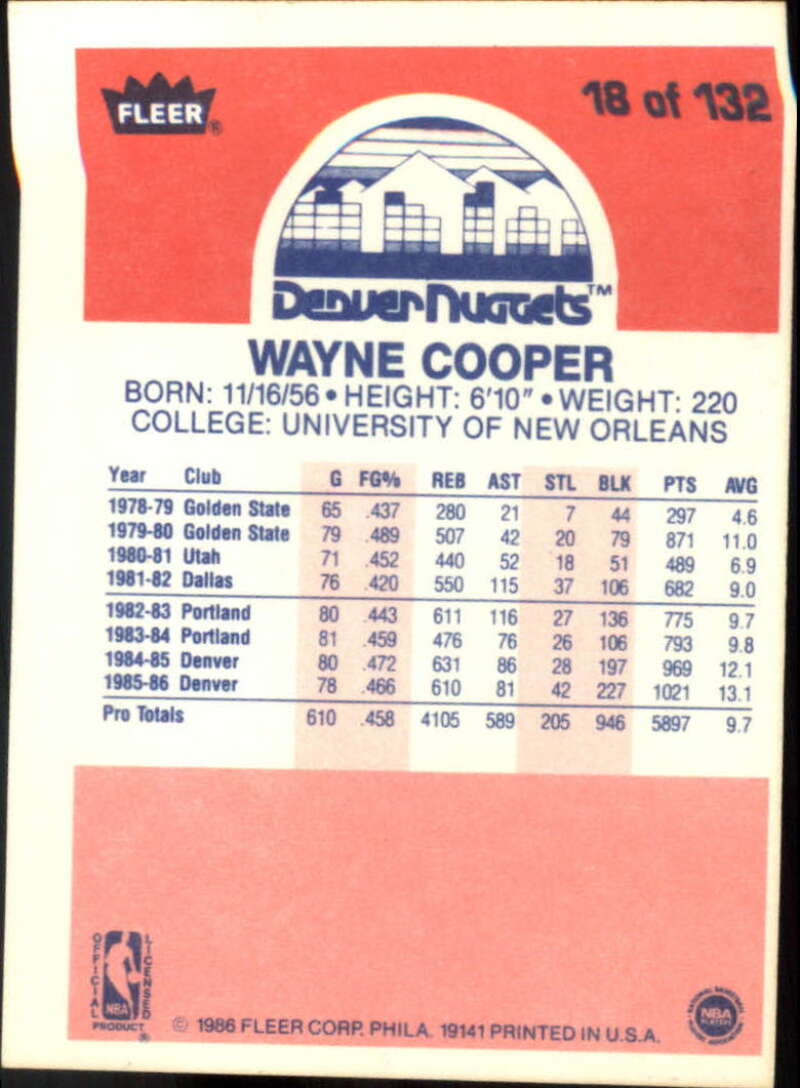 FLEER®
18 of 132
Denver Nuggets™
WAYNE COOPER
BORN: 11/16/56 • HEIGHT: 6'10" • WEIGHT: 220
COLLEGE: UNIVERSITY OF NEW ORLEANS
Year Club G FG% REB AST STL BLK PTS AVG
1978-79 Golden State 65 .437 280 21 7 44 297 4.6
1979-80 Golden State 79 .489 507 42 20 79 871 11.0
1980-81 Utah 71 .452 440 52 18 51 489 6.9
1981-82 Dallas 76 .420 550 115 37 106 682 9.0
1982-83 Portland 80 .443 611 116 27 136 775 9.7
1983-84 Portland 81 .459 476 76 26 106 793 9.8
1984-85 Denver 80 .472 631 86 28 197 969 12.1
1985-86 Denver 78 .466 610 81 42 227 1021 13.1
Pro Totals 610 .458 4105 589 205 946 5897 9.7
OFFICIAL
LICENSED
NBA
PRODUCT ®
© 1986 FLEER CORP. PHILA. 19141 PRINTED IN U.S.A.
NATIONAL BASKETBALL
NBA
PLAYERS
PLAYERS ASSOCIATION